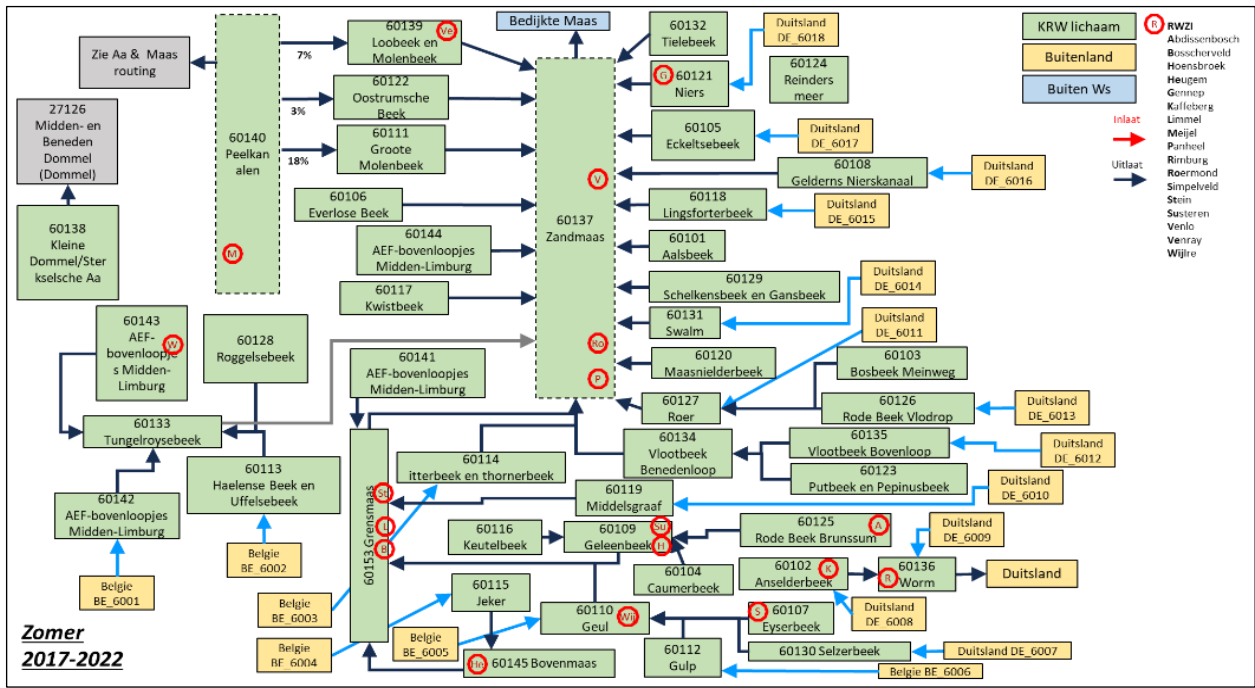 60139
Loobeek en
Molenbeek
Ve
Bedijkte Maas
60132
Tielebeek
Duitsland
DE_6018
KRW lichaam
Buitenland
Buiten Ws
Inlaat
Uitlaat
R
RWZI
Abdissenbosch
Bosscherveld
Hoensbroek
Heugem
Gennep
Kaffeberg
Limmel
Meijel
Panheel
Rimburg
Roermond
Simpelveld
Stein
Susteren
Venlo
Venray
Wijlre
Zie Aa & Maas
routing
7%
3%
18%
60122
Oostrumsche
Beek
60111
Groote
Molenbeek
27126
Midden- en
Beneden
Dommel
(Dommel)
60140
Peelkan
alen
M
60138
Kleine
Dommel/Ster
kselsche Aa
60106
Everlose Beek
60144
AEF-bovenloopjes
Midden-Limburg
60117
Kwistbeek
60137
Zandmaas
V
Ro
P
G
60121
Niers
60124
Reinders
meer
60105
Eckeltsebeek
Duitsland
DE_6017
60108
Gelderns Nierskanaal
Duitsland
DE_6016
60118
Lingsforterbeek
Duitsland
DE_6015
60101
Aalsbeek
60129
Schelkensbeek en Gansbeek
Duitsland
DE_6014
60131
Swalm
Duitsland
DE_6011
60120
Maasnielderbeek
60103
Bosbeek Meinweg
60127
Roer
60126
Rode Beek Vlodrop
Duitsland
DE_6013
60143
AEF-
bovenloopje
s Midden-
Limburg
W
60128
Roggelsebeek
60141
AEF-bovenloopjes
Midden-Limburg
60133
Tungelroysebeek
60134
Vlootbeek
Benedenloop
60135
Vlootbeek Bovenloop
Duitsland
DE_6012
60123
Putbeek en Pepinusbeek
60113
Haelense Beek en
Uffelsebeek
60114
itterbeek en thornerbeek
60142
AEF-bovenloopjes
Midden-Limburg
60153 Grensmaas
St
L
B
60119
Middelsgraaf
Duitsland
DE_6010
60116
Keutelbeek
60109
Geleenbeek
Su
H
60125
Rode Beek Brunssum
A
Duitsland
DE_6009
60104
Caumerbeek
60102
Anselderbeek
K
60136
Worm
R
Duitsland
Belgie
BE_6002
Belgie
BE_6001
Belgie
BE_6003
60115
Jeker
60110
Geul
Wij
S
60107
Eyserbeek
Duitsland
DE_6008
Belgie
BE_6004
Belgie
BE_6005
He
60145 Bovenmaas
60112
Gulp
60130 Selzerbeek
Duitsland DE_6007
Belgie BE_6006
Zomer
2017-2022